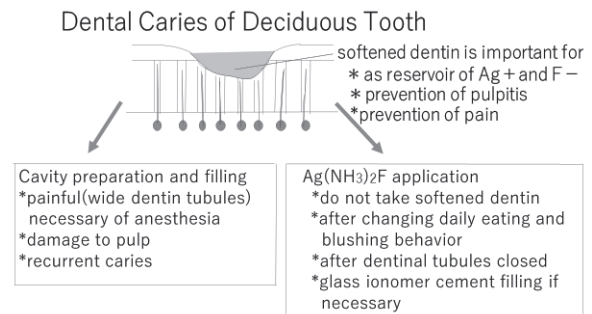 Dental Caries of Deciduous Tooth
softened dentin is important for
* as reservoir of Ag + and F −
* prevention of pulpitis
*prevention of pain
Cavity preparation and filling
*painful(wide dentin tubules)
necessary of anesthesia
*damage to pulp
*recurrent caries
Ag(NH3)2F application
*do not take softened dentin
*after changing daily eating and
blushing behavior
*after dentinal tubules closed
*glass ionomer cement filling if
necessary